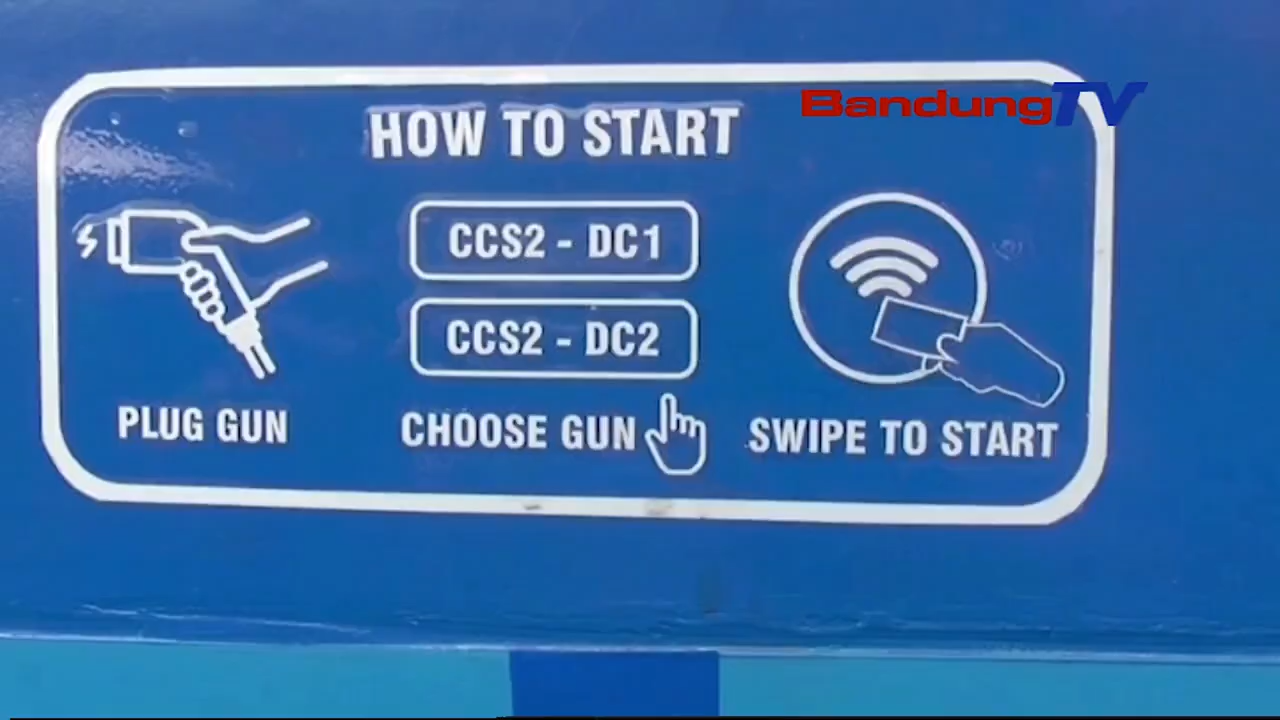 BandungTV
HOW TO START
CCS2 - DC1
CCS2 - DC2
PLUG GUN
CHOOSE GUN
SWIPE TO START